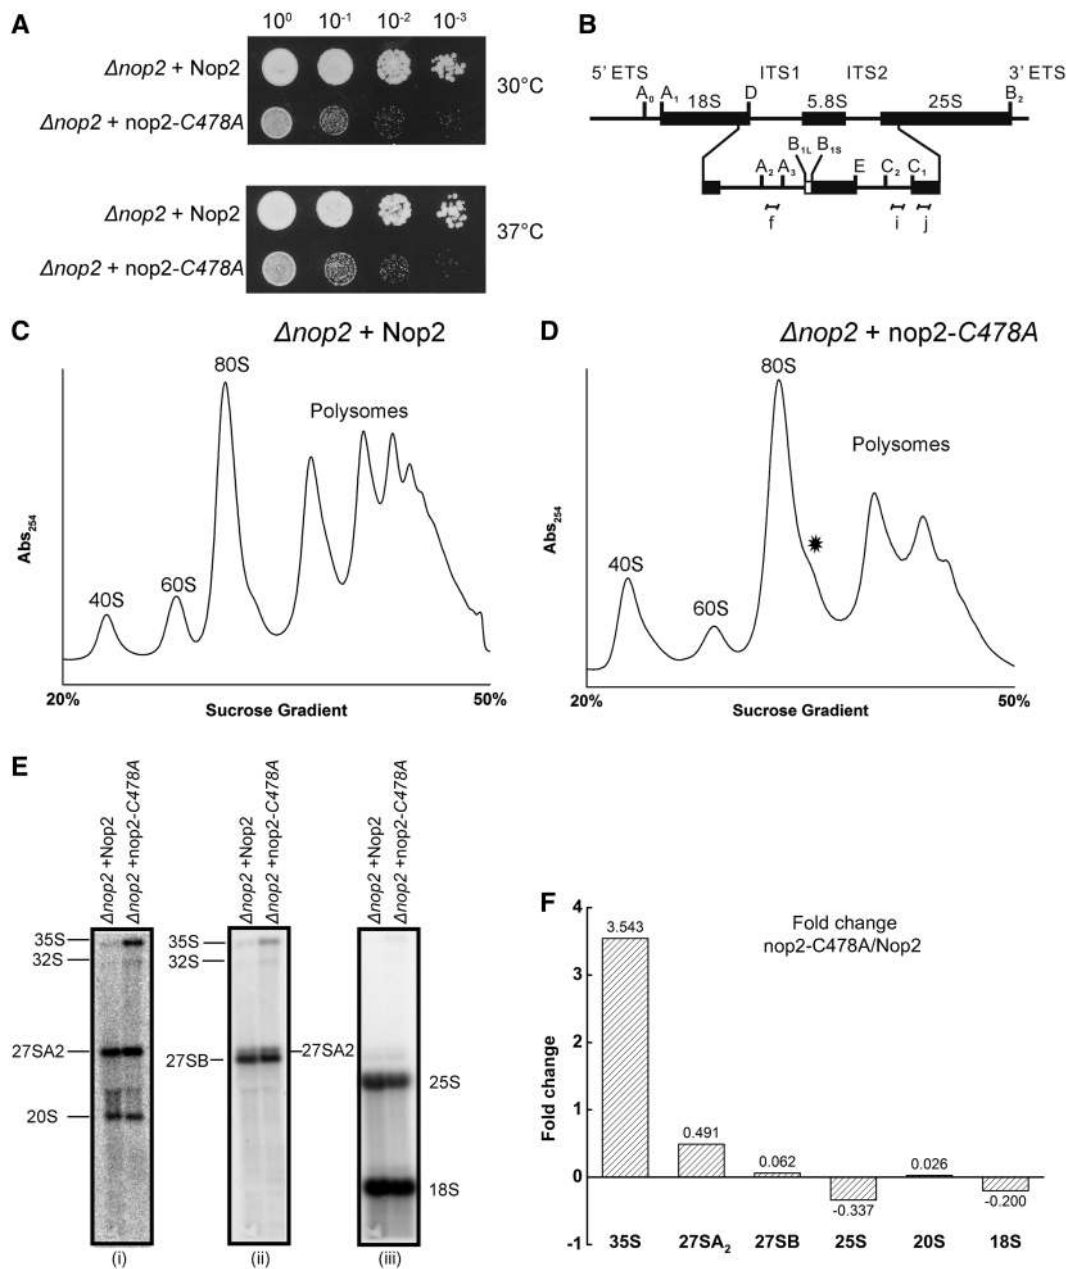 A
10⁰ 10⁻¹ 10⁻² 10⁻³
Δnop2 + Nop2
Δnop2 + nop2-C478A
30°C
Δnop2 + Nop2
Δnop2 + nop2-C478A
37°C
B
5' ETS ITS1 ITS2 3' ETS
A₀ A₁ 18S D 5.8S 25S B₂
B₁L B₁S
A₂ A₃ E C₂ C₁
f i j
C
Δnop2 + Nop2
80S
Polysomes
40S
60S
Abs₂₅₄
20% 50%
Sucrose Gradient
D
Δnop2 + nop2-C478A
80S
Polysomes
40S
60S
Abs₂₅₄
20% 50%
Sucrose Gradient
E
Δnop2 +Nop2
Δnop2 +nop2-C478A
35S
32S
27SA2
20S
(i)
Δnop2 +Nop2
Δnop2 +nop2-C478A
35S
32S
27SB
27SA2
(ii)
Δnop2 +Nop2
Δnop2 +nop2-C478A
25S
18S
(iii)
F
Fold change
nop2-C478A/Nop2
Fold change
4
3
2
1
0
-1
3.543
0.491
0.062
-0.337
0.026
-0.200
35S 27SA₂ 27SB 25S 20S 18S